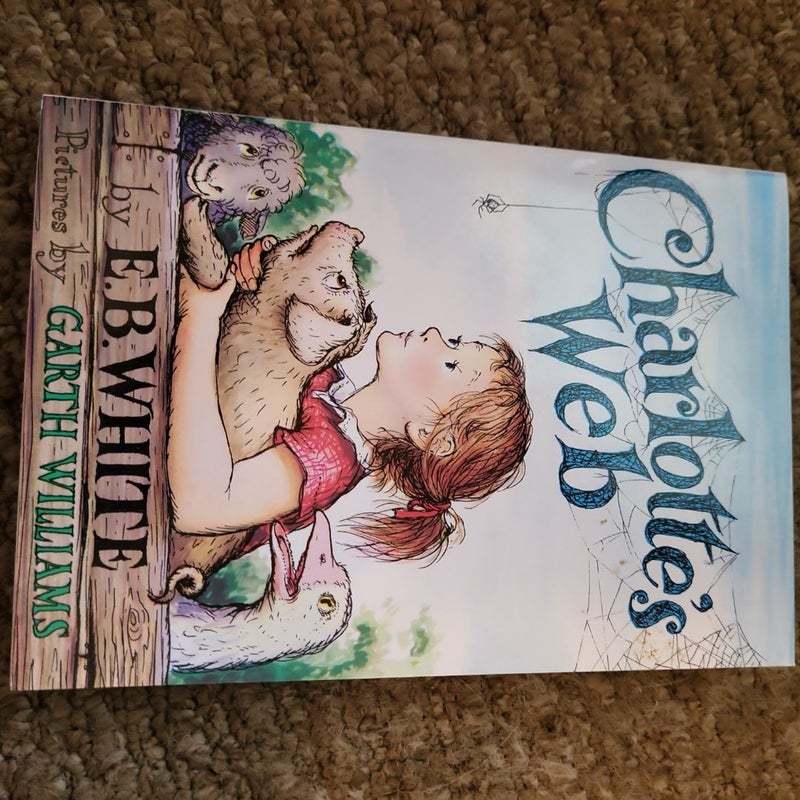 Charlotte's
Web
by E.B. WHITE
Pictures by GARTH WILLIAMS